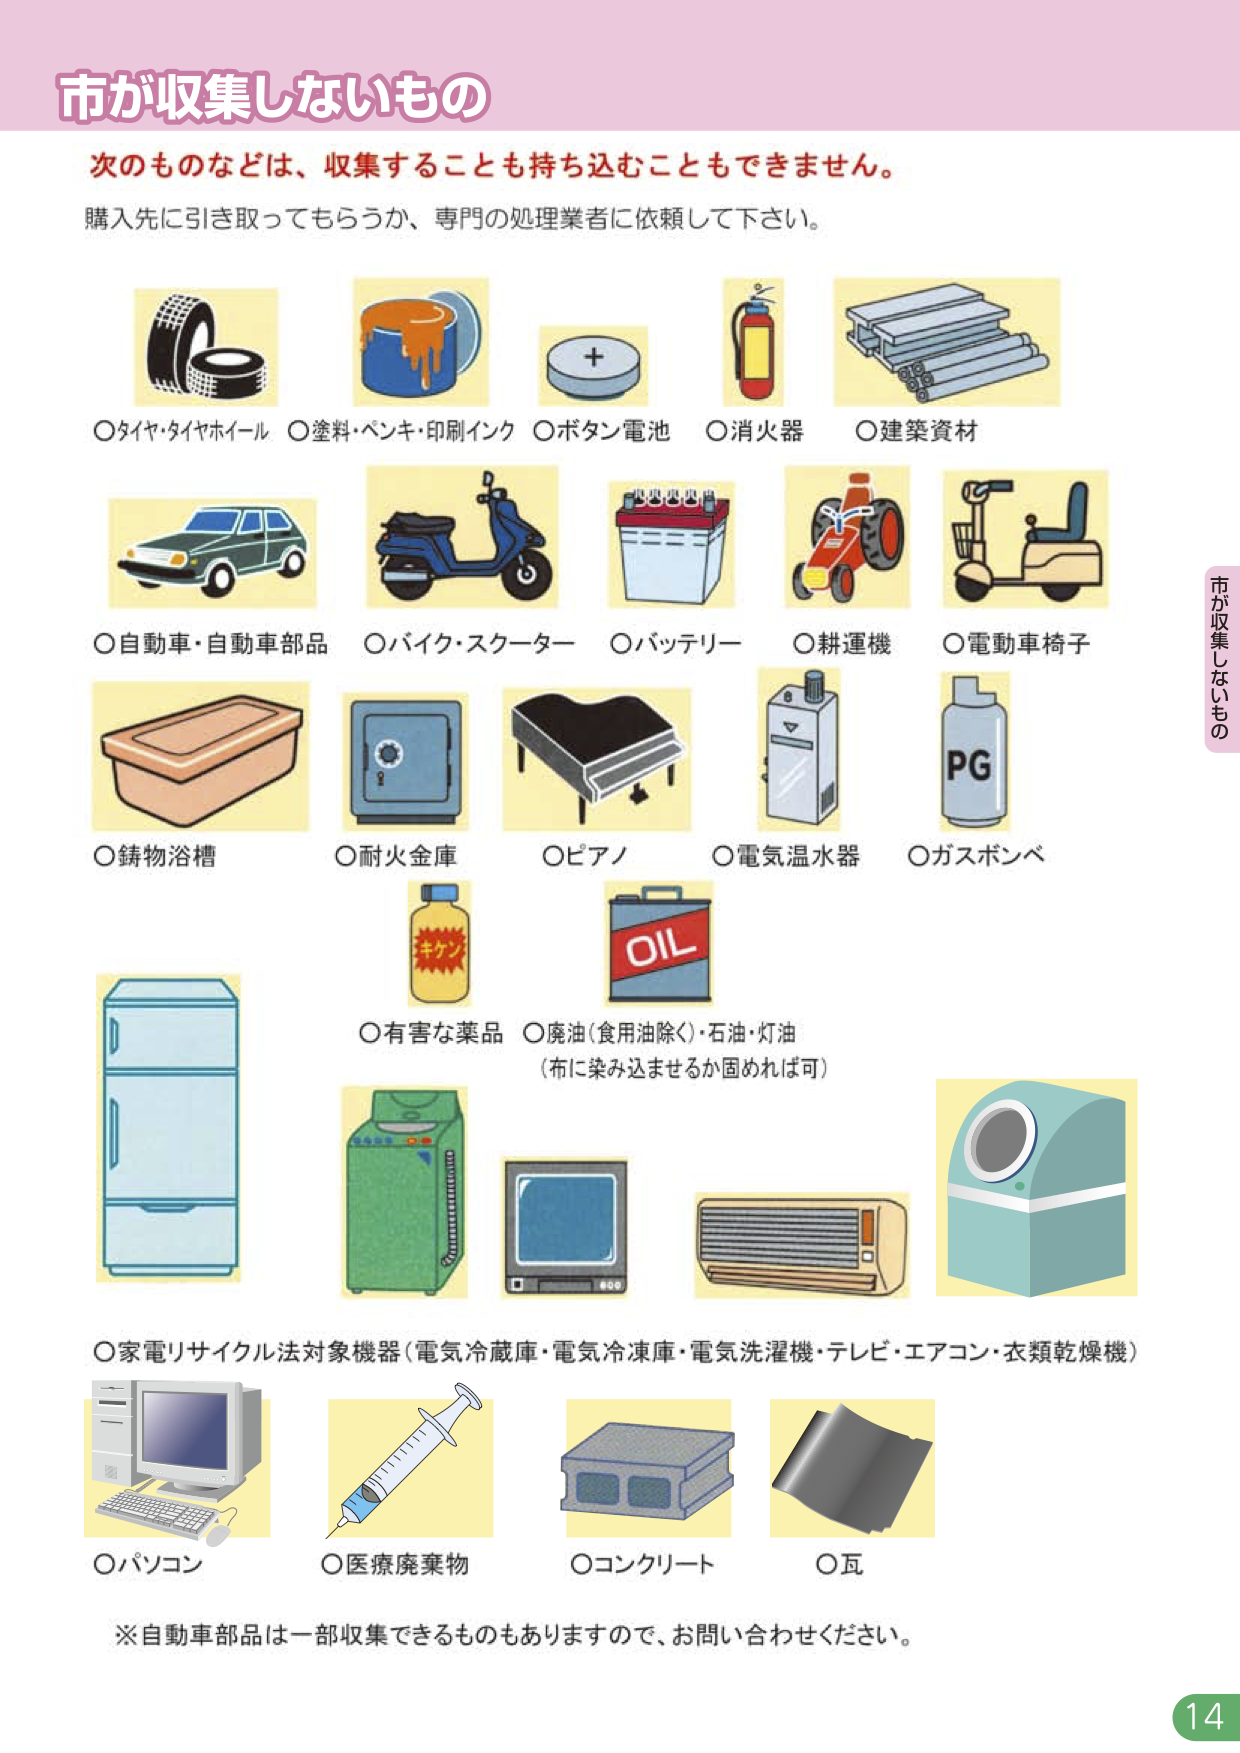 市が収集しないもの
次のものなどは、収集することも持ち込むこともできません。
購入先に引き取ってもらうか、専門の処理業者に依頼して下さい。
○タイヤ・タイヤホイール ○塗料・ペンキ・印刷インク ○ボタン電池 ○消火器 ○建築資材
○自動車・自動車部品 ○バイク・スクーター ○バッテリー ○耕運機 ○電動車椅子
市が収集しないもの
PG
○鋳物浴槽 ○耐火金庫 ○ピアノ ○電気温水器 ○ガスボンベ
キケン
OIL
○有害な薬品 ○廃油(食用油除く)・石油・灯油
(布に染み込ませるか固めれば可)
○家電リサイクル法対象機器(電気冷蔵庫・電気冷凍庫・電気洗濯機・テレビ・エアコン・衣類乾燥機)
○パソコン ○医療廃棄物 ○コンクリート ○瓦
※自動車部品は一部収集できるものもありますので、お問い合わせください。
14